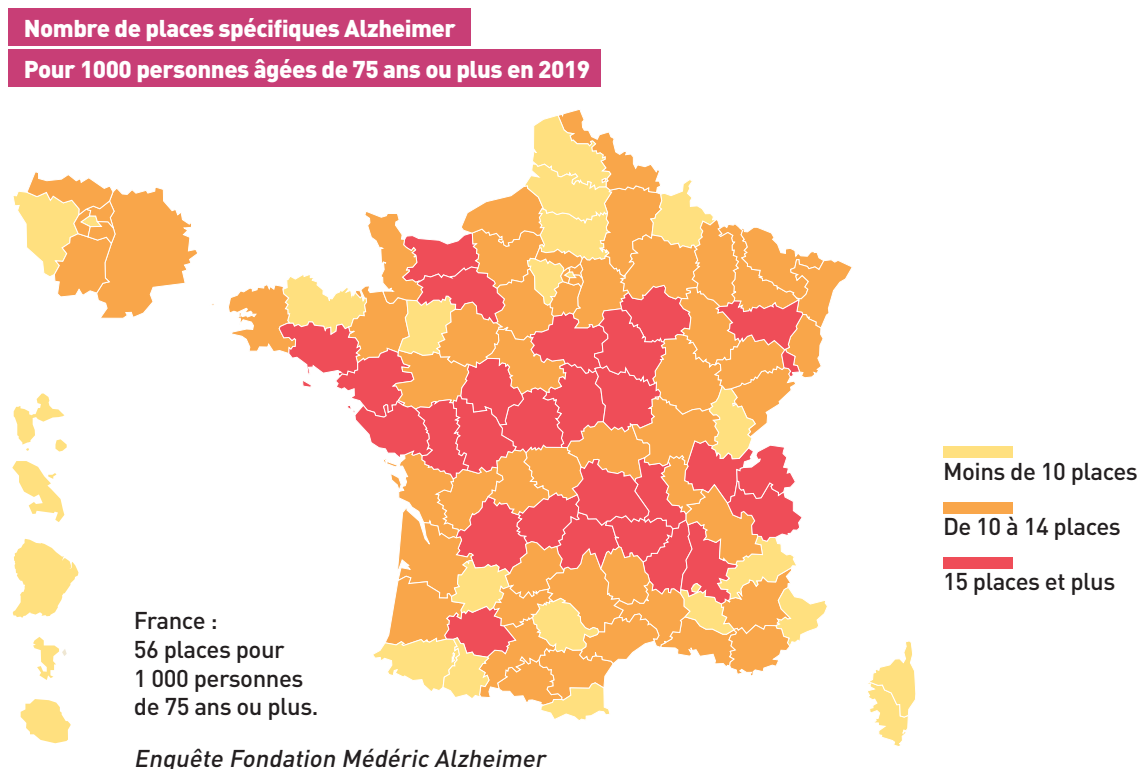 Nombre de places spécifiques Alzheimer
Pour 1000 personnes âgées de 75 ans ou plus en 2019
Moins de 10 places
De 10 à 14 places
15 places et plus
France :
56 places pour
1 000 personnes
de 75 ans ou plus.
Enquête Fondation Médéric Alzheimer